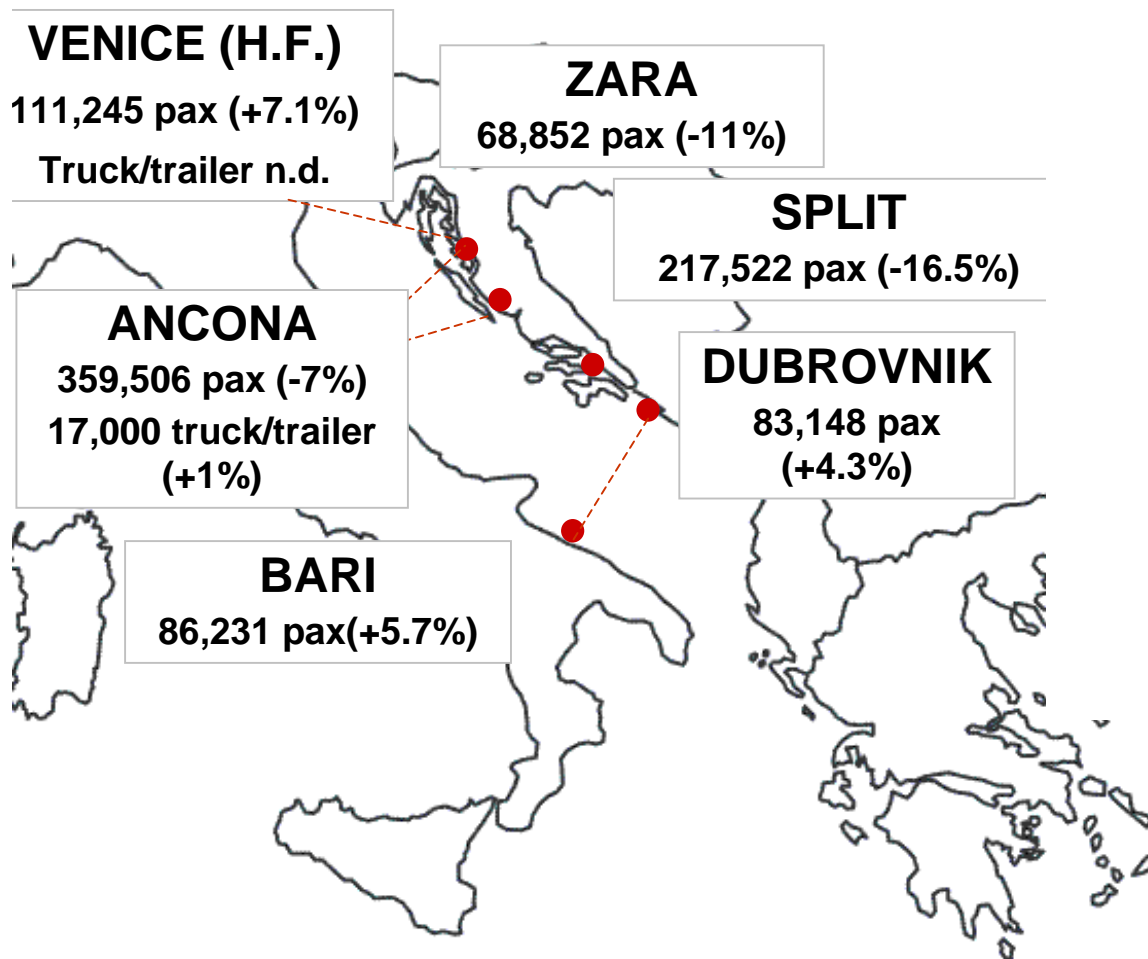 VENICE (H.F.)
111,245 pax (+7.1%)
Truck/trailer n.d.
ZARA
68,852 pax (-11%)
SPLIT
217,522 pax (-16.5%)
ANCONA
359,506 pax (-7%)
17,000 truck/trailer
(+1%)
DUBROVNIK
83,148 pax
(+4.3%)
BARI
86,231 pax(+5.7%)